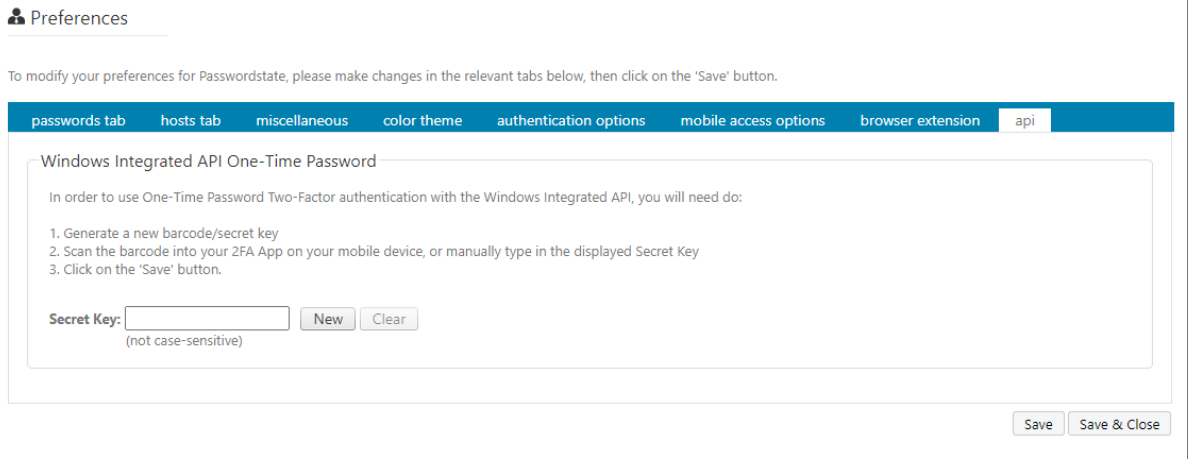 Preferences
To modify your preferences for Passwordstate, please make changes in the relevant tabs below, then click on the 'Save' button.
passwords tab hosts tab miscellaneous color theme authentication options mobile access options browser extension api
Windows Integrated API One-Time Password
In order to use One-Time Password Two-Factor authentication with the Windows Integrated API, you will need do:
1. Generate a new barcode/secret key
2. Scan the barcode into your 2FA App on your mobile device, or manually type in the displayed Secret Key
3. Click on the 'Save' button.
Secret Key: New Clear
(not case-sensitive)
Save Save & Close